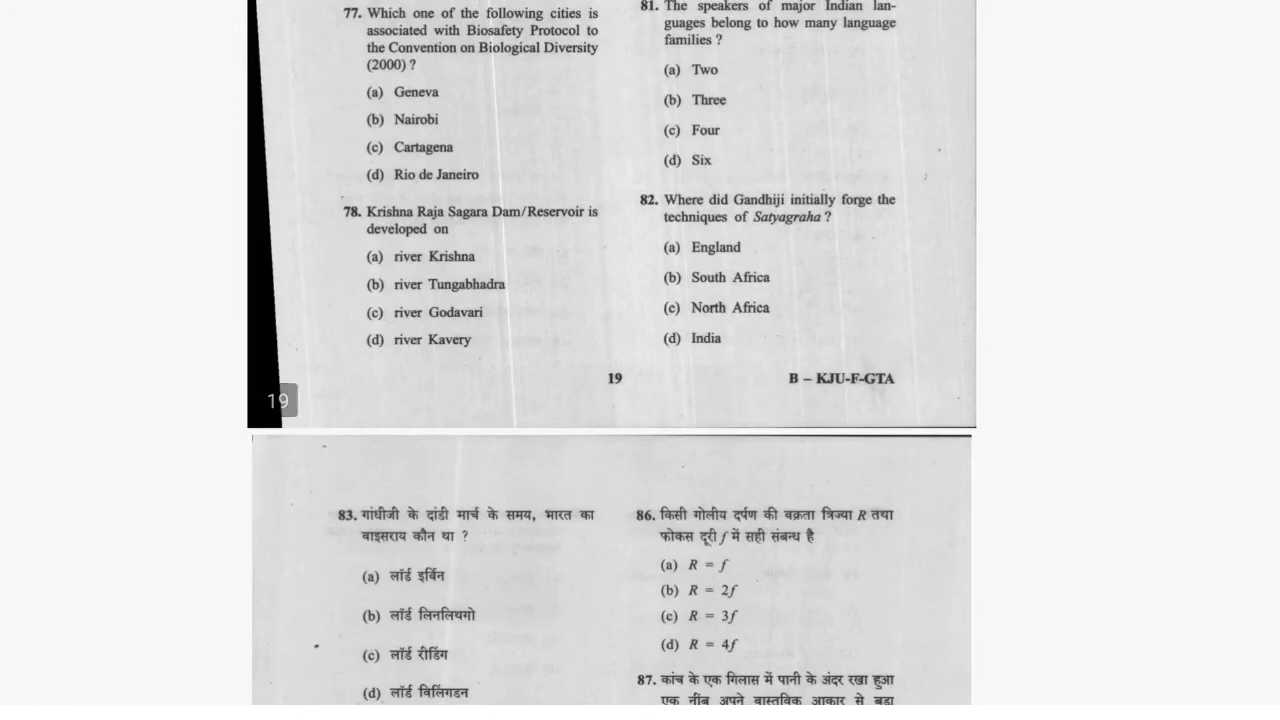 77. Which one of the following cities is
associated with Biosafety Protocol to
the Convention on Biological Diversity
(2000) ?
(a) Geneva
(b) Nairobi
(c) Cartagena
(d) Rio de Janeiro
78. Krishna Raja Sagara Dam/Reservoir is
developed on
(a) river Krishna
(b) river Tungabhadra
(c) river Godavari
(d) river Kavery
81. The speakers of major Indian lan-
guages belong to how many language
families ?
(a) Two
(b) Three
(c) Four
(d) Six
82. Where did Gandhiji initially forge the
techniques of Satyagraha ?
(a) England
(b) South Africa
(c) North Africa
(d) India
19
B – KJU-F-GTA
19
83. गांधीजी के दांडी मार्च के समय, भारत का
वाइसराय कौन था ?
(a) लॉर्ड इर्विन
(b) लॉर्ड लिनलिथगो
(c) लॉर्ड रीडिंग
(d) लॉर्ड विलिंगडन
86. किसी गोलीय दर्पण की वक्रता त्रिज्या R तथा
फोकस दूरी f में सही संबन्ध है
(a) R = f
(b) R = 2f
(c) R = 3f
(d) R = 4f
87. कांच के एक गिलास में पानी के अंदर रखा हुआ
एक नींब अपने वास्तविक आकार से बड़ा